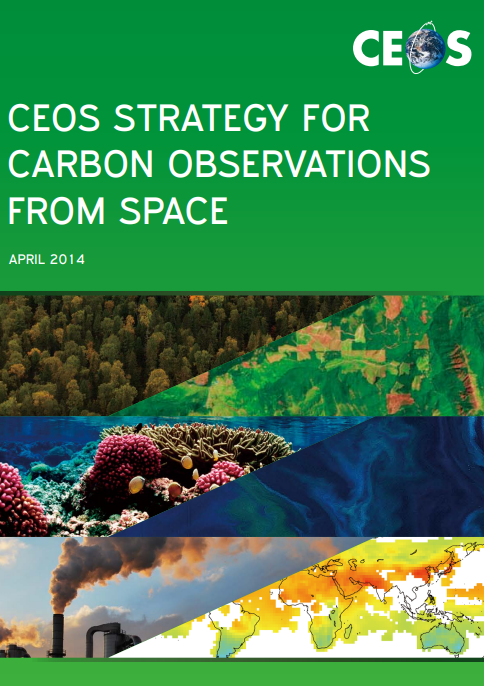 CEOS
CEOS STRATEGY FOR
CARBON OBSERVATIONS
FROM SPACE
APRIL 2014